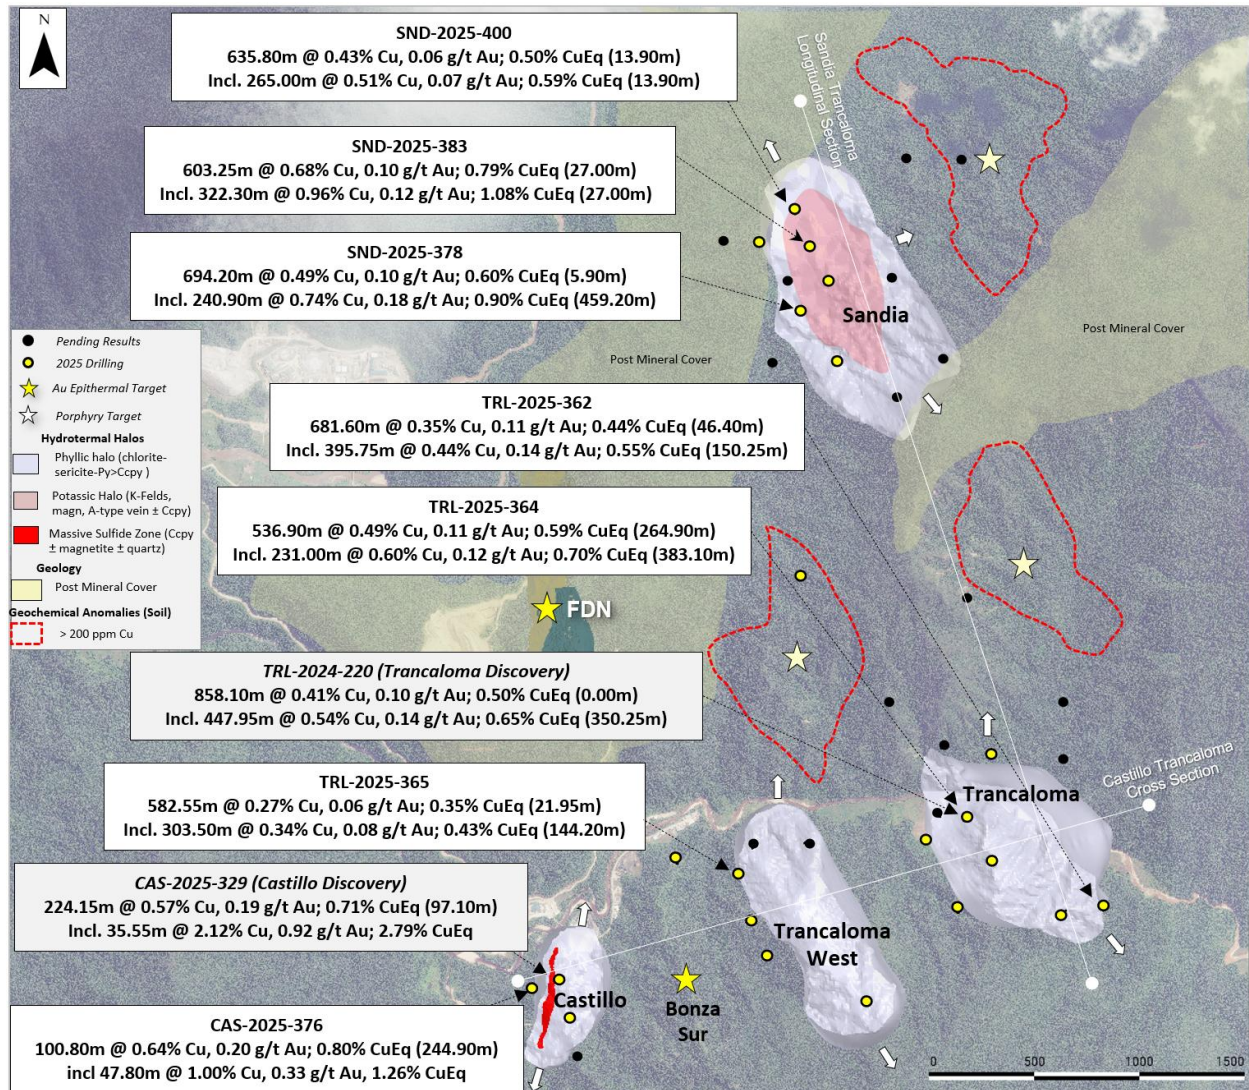 N
SND-2025-400
635.80m @ 0.43% Cu, 0.06 g/t Au; 0.50% CuEq (13.90m)
Incl. 265.00m @ 0.51% Cu, 0.07 g/t Au; 0.59% CuEq (13.90m)
Sandia Trancaloma
Longitudinal Section
SND-2025-383
603.25m @ 0.68% Cu, 0.10 g/t Au; 0.79% CuEq (27.00m)
Incl. 322.30m @ 0.96% Cu, 0.12 g/t Au; 1.08% CuEq (27.00m)
SND-2025-378
694.20m @ 0.49% Cu, 0.10 g/t Au; 0.60% CuEq (5.90m)
Incl. 240.90m @ 0.74% Cu, 0.18 g/t Au; 0.90% CuEq (459.20m)
Sandia
Post Mineral Cover
Post Mineral Cover
Pending Results
2025 Drilling
Au Epithermal Target
Porphyry Target
Hydrotermal Halos
Phyllic halo (chlorite-
sericite-Py>Ccpy )
Potassic Halo (K-Felds,
magn, A-type vein ± Ccpy)
Massive Sulfide Zone (Ccpy
± magnetite ± quartz)
Geology
Post Mineral Cover
Geochemical Anomalies (Soil)
> 200 ppm Cu
TRL-2025-362
681.60m @ 0.35% Cu, 0.11 g/t Au; 0.44% CuEq (46.40m)
Incl. 395.75m @ 0.44% Cu, 0.14 g/t Au; 0.55% CuEq (150.25m)
TRL-2025-364
536.90m @ 0.49% Cu, 0.11 g/t Au; 0.59% CuEq (264.90m)
Incl. 231.00m @ 0.60% Cu, 0.12 g/t Au; 0.70% CuEq (383.10m)
FDN
TRL-2024-220 (Trancaloma Discovery)
858.10m @ 0.41% Cu, 0.10 g/t Au; 0.50% CuEq (0.00m)
Incl. 447.95m @ 0.54% Cu, 0.14 g/t Au; 0.65% CuEq (350.25m)
Castillo Trancaloma
Cross Section
Trancaloma
TRL-2025-365
582.55m @ 0.27% Cu, 0.06 g/t Au; 0.35% CuEq (21.95m)
Incl. 303.50m @ 0.34% Cu, 0.08 g/t Au; 0.43% CuEq (144.20m)
CAS-2025-329 (Castillo Discovery)
224.15m @ 0.57% Cu, 0.19 g/t Au; 0.71% CuEq (97.10m)
Incl. 35.55m @ 2.12% Cu, 0.92 g/t Au; 2.79% CuEq
Trancaloma
West
Castillo
Bonza
Sur
CAS-2025-376
100.80m @ 0.64% Cu, 0.20 g/t Au; 0.80% CuEq (244.90m)
incl 47.80m @ 1.00% Cu, 0.33 g/t Au, 1.26% CuEq
0 500 1000 1500